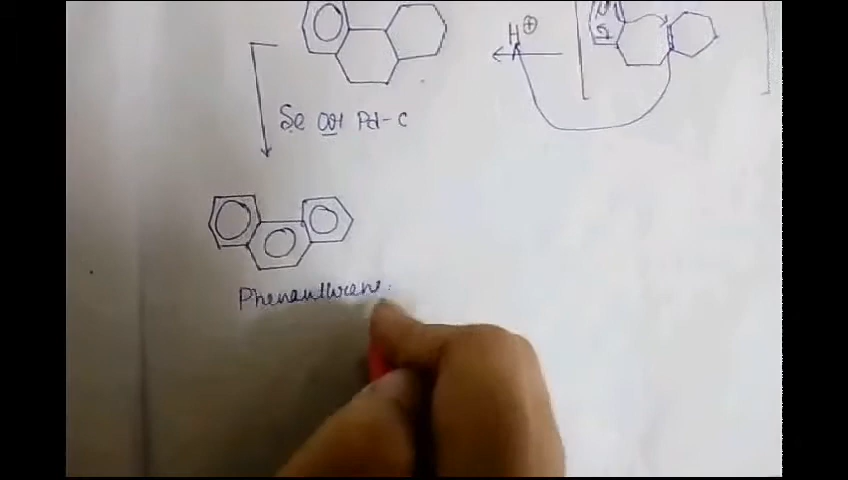 H⊕
Se or Pd-C
Phenanthrene.